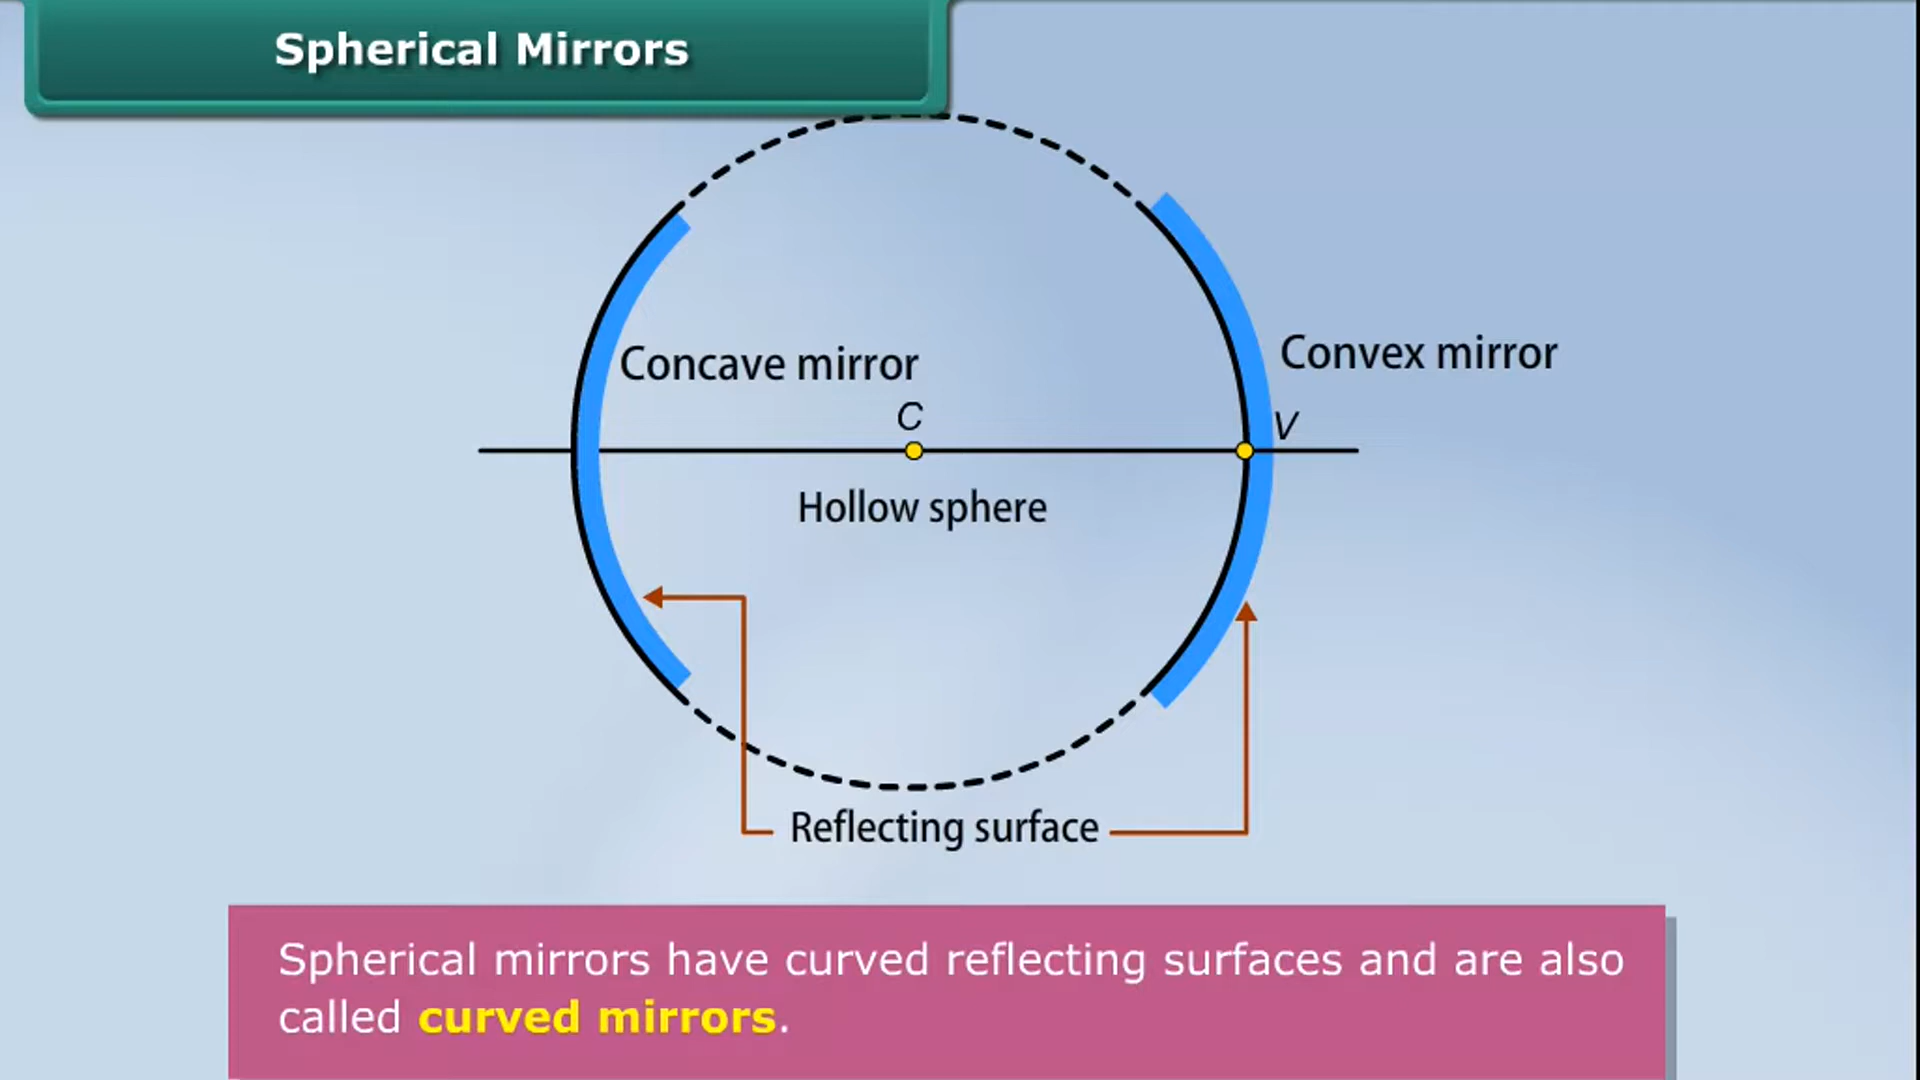 Spherical Mirrors
Concave mirror
Convex mirror
C
V
Hollow sphere
Reflecting surface
Spherical mirrors have curved reflecting surfaces and are also
called curved mirrors.